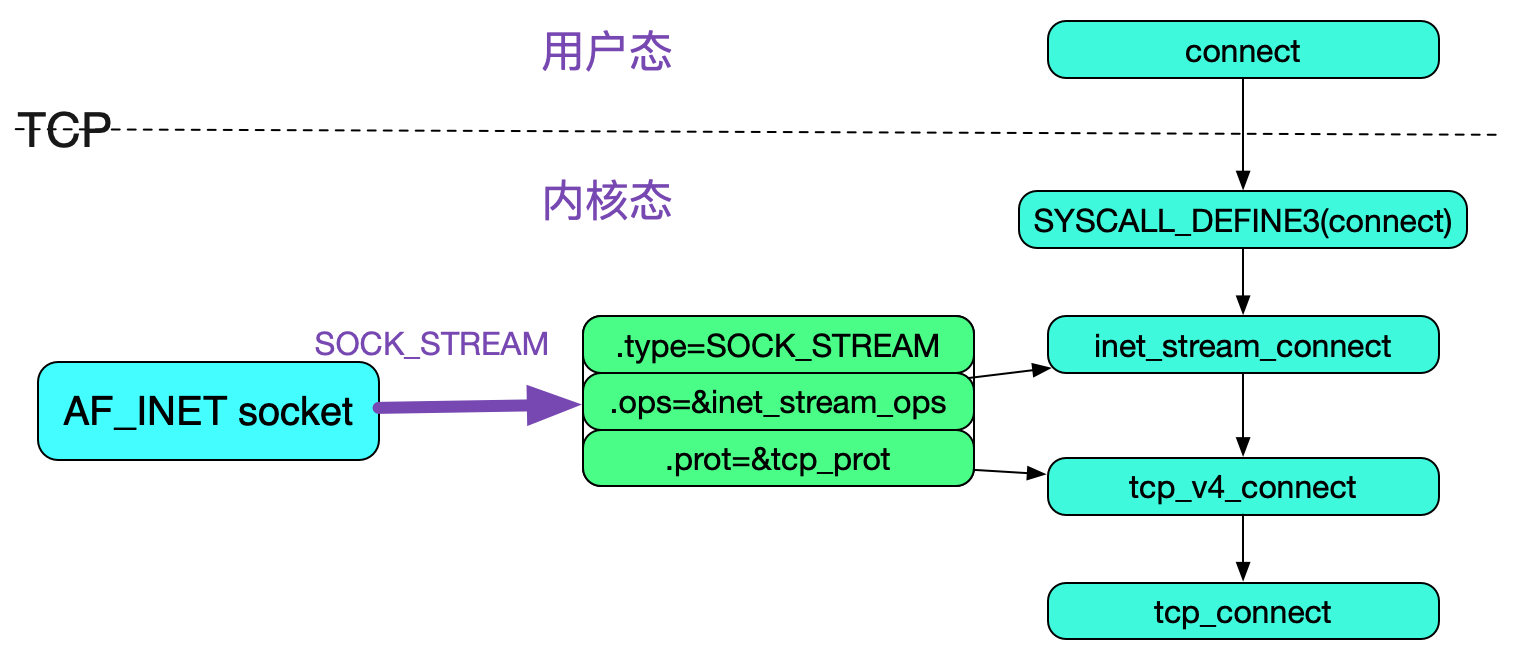 用户态
connect
TCP
内核态
SYSCALL_DEFINE3(connect)
SOCK_STREAM
.type=SOCK_STREAM
inet_stream_connect
AF_INET socket
.ops=&inet_stream_ops
.prot=&tcp_prot
tcp_v4_connect
tcp_connect